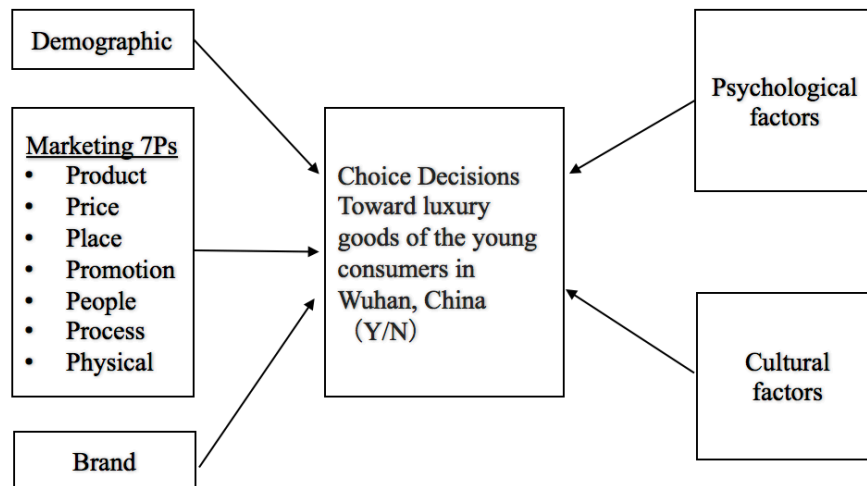 Demographic
Marketing 7Ps
• Product
• Price
• Place
• Promotion
• People
• Process
• Physical
Brand
Choice Decisions
Toward luxury
goods of the young
consumers in
Wuhan, China
（Y/N）
Psychological
factors
Cultural
factors